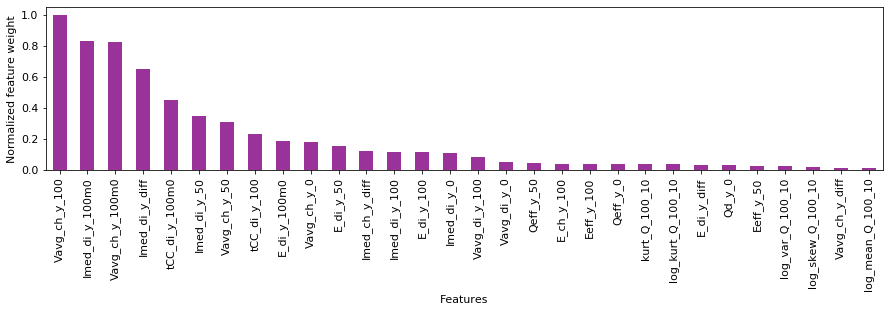 Normalized feature weight
1.0
0.8
0.6
0.4
0.2
0.0
Vavg_ch_y_100
Imed_di_y_100m0
Vavg_ch_y_100m0
Imed_di_y_diff
tCC_di_y_100m0
Imed_di_y_50
Vavg_ch_y_50
tCC_di_y_100
E_di_y_100m0
Vavg_ch_y_0
E_di_y_50
Imed_ch_y_diff
Imed_di_y_100
E_di_y_100
Imed_di_y_0
Vavg_di_y_100
Vavg_di_y_0
Qeff_y_50
E_ch_y_100
Eeff_y_100
Qeff_y_0
kurt_Q_100_10
log_kurt_Q_100_10
E_di_y_diff
Qd_y_0
Eeff_y_50
log_var_Q_100_10
log_skew_Q_100_10
Vavg_ch_y_diff
log_mean_Q_100_10
Features